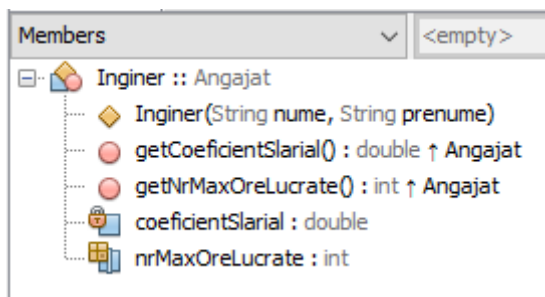 Members <empty>
Inginer :: Angajat
Inginer(String nume, String prenume)
getCoeficientSlarial() : double ↑ Angajat
getNrMaxOreLucrate() : int ↑ Angajat
coeficientSlarial : double
nrMaxOreLucrate : int